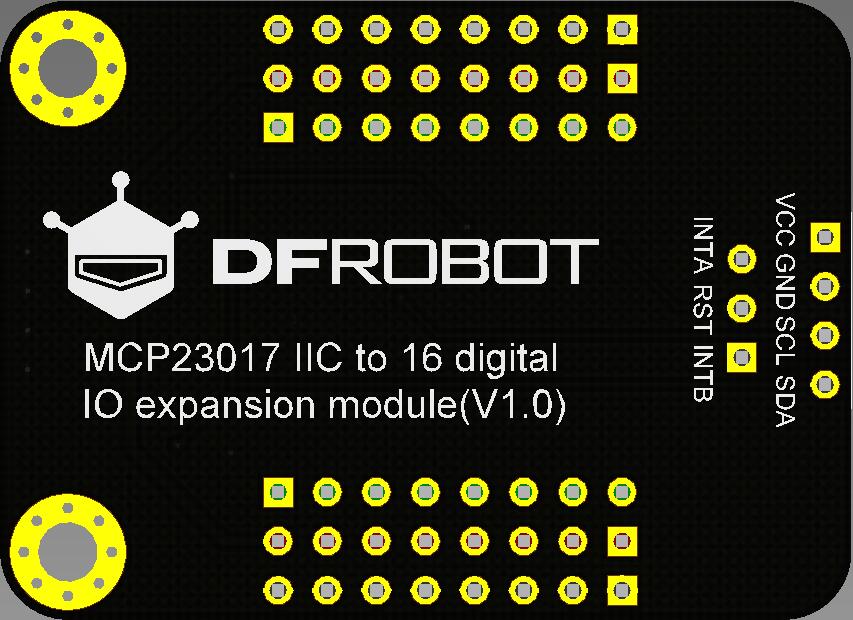 DFROBOT
MCP23017 IIC to 16 digital
IO expansion module(V1.0)
INTA RST INTB
VCC GND SCL SDA